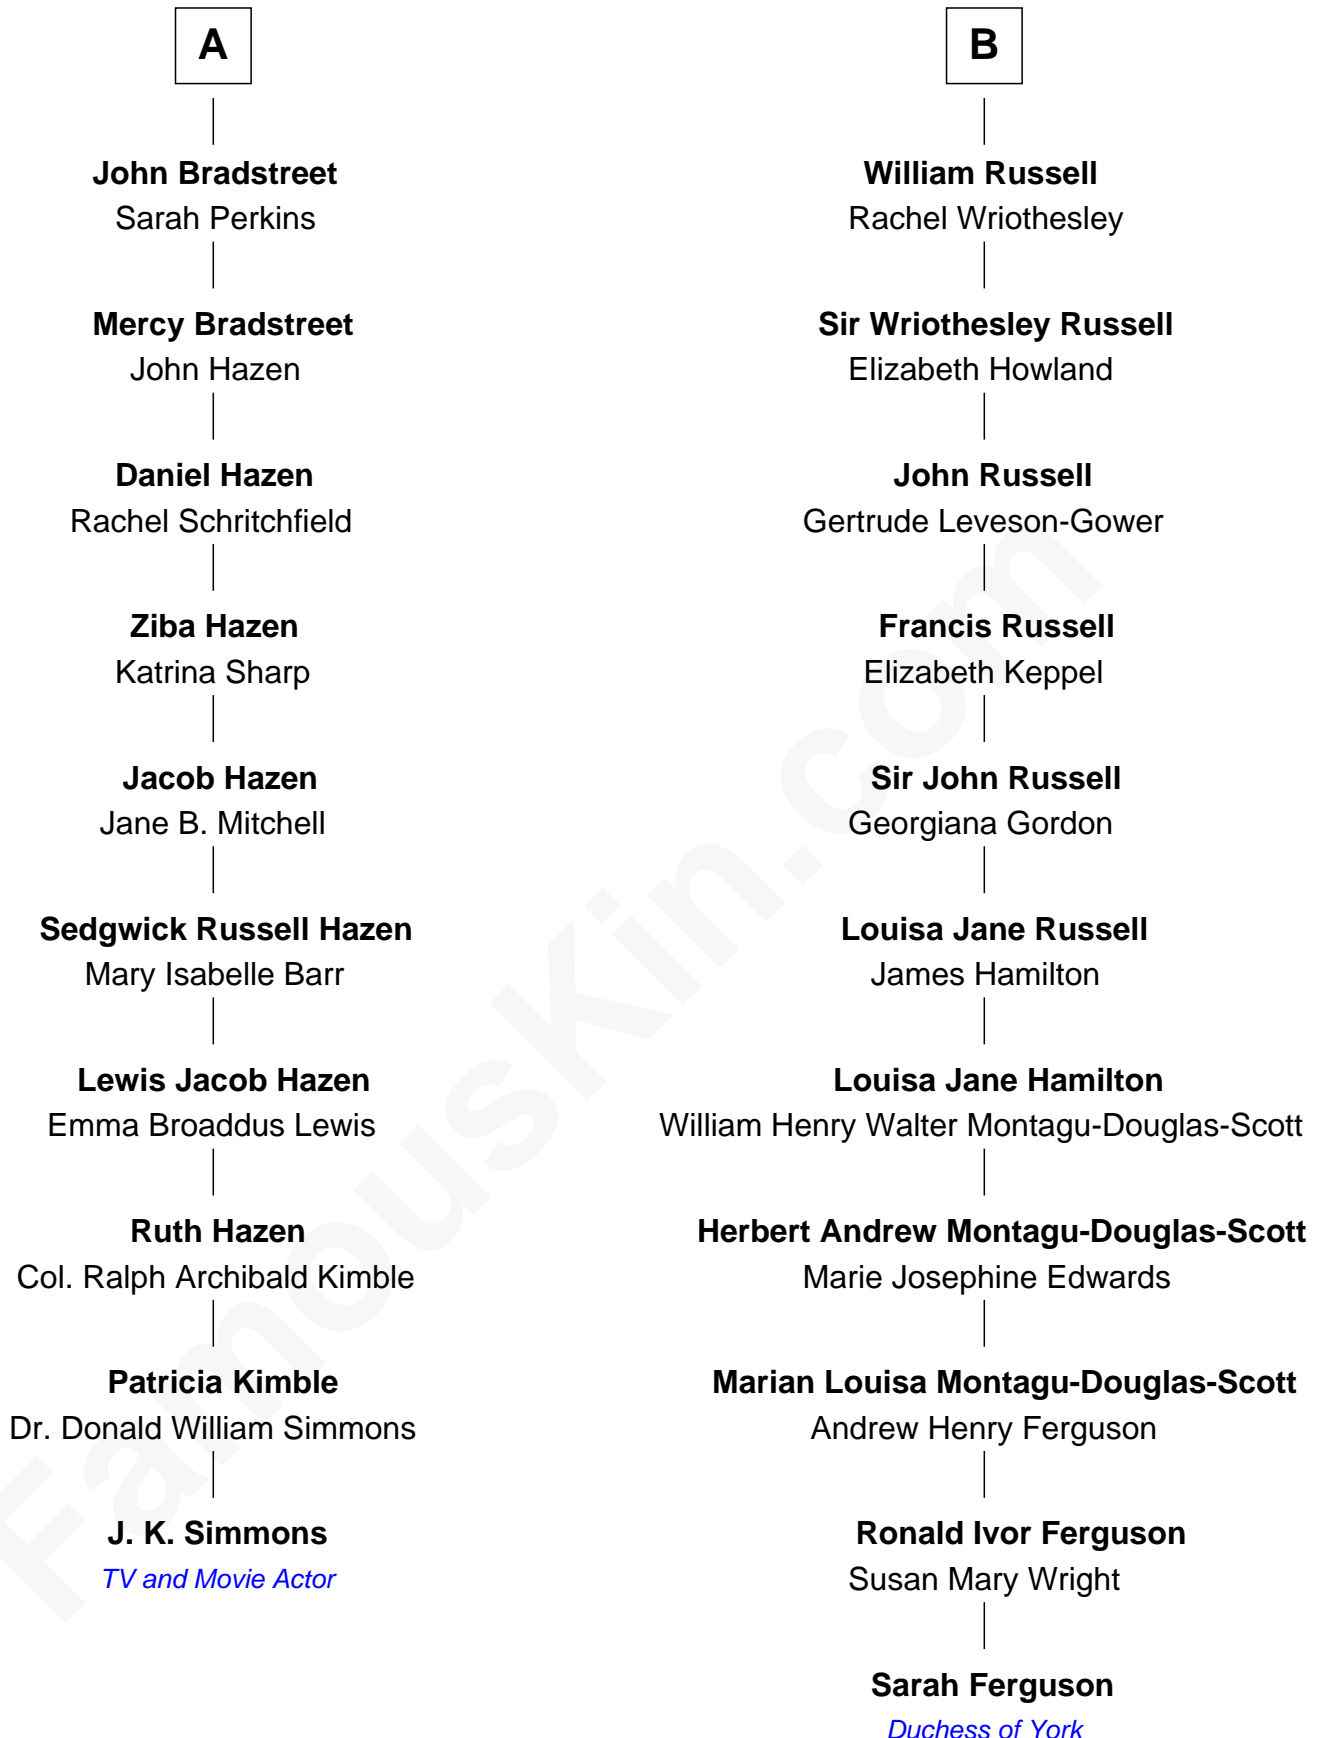 A
John Bradstreet
Sarah Perkins
Mercy Bradstreet
John Hazen
Daniel Hazen
Rachel Schritchfield
Ziba Hazen
Katrina Sharp
Jacob Hazen
Jane B. Mitchell
Sedgwick Russell Hazen
Mary Isabelle Barr
Lewis Jacob Hazen
Emma Broaddus Lewis
Ruth Hazen
Col. Ralph Archibald Kimble
Patricia Kimble
Dr. Donald William Simmons
J. K. Simmons
TV and Movie Actor
B
William Russell
Rachel Wriothesley
Sir Wriothesley Russell
Elizabeth Howland
John Russell
Gertrude Leveson-Gower
Francis Russell
Elizabeth Keppel
Sir John Russell
Georgiana Gordon
Louisa Jane Russell
James Hamilton
Louisa Jane Hamilton
William Henry Walter Montagu-Douglas-Scott
Herbert Andrew Montagu-Douglas-Scott
Marie Josephine Edwards
Marian Louisa Montagu-Douglas-Scott
Andrew Henry Ferguson
Ronald Ivor Ferguson
Susan Mary Wright
Sarah Ferguson
Duchess of York
FamousKin.com